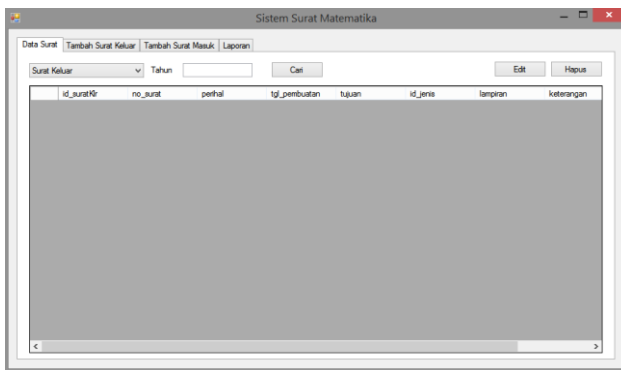 Sistem Surat Matematika
Data Surat Tambah Surat Keluar Tambah Surat Masuk Laporan
Surat Keluar Tahun Cari Edit Hapus
id_suratKlr no_surat perihal tgl_pembuatan tujuan id_jenis lampiran keterangan